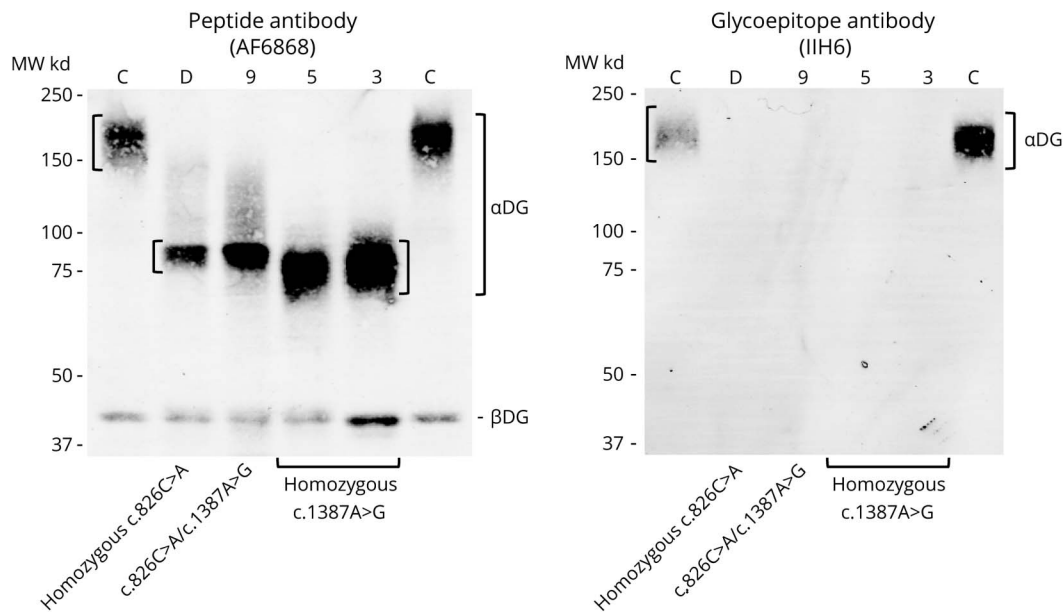 Peptide antibody
(AF6868)
MW kd
C D 9 5 3 C
250 -
150 -
100 -
75 -
50 -
37 -
αDG
- βDG
Homozygous c.826C>A
c.826C>A/c.1387A>G
Homozygous
c.1387A>G
Glycoepitope antibody
(IIH6)
MW kd
C D 9 5 3 C
250 -
150 -
100 -
75 -
50 -
37 -
αDG
Homozygous c.826C>A
c.826C>A/c.1387A>G
Homozygous
c.1387A>G